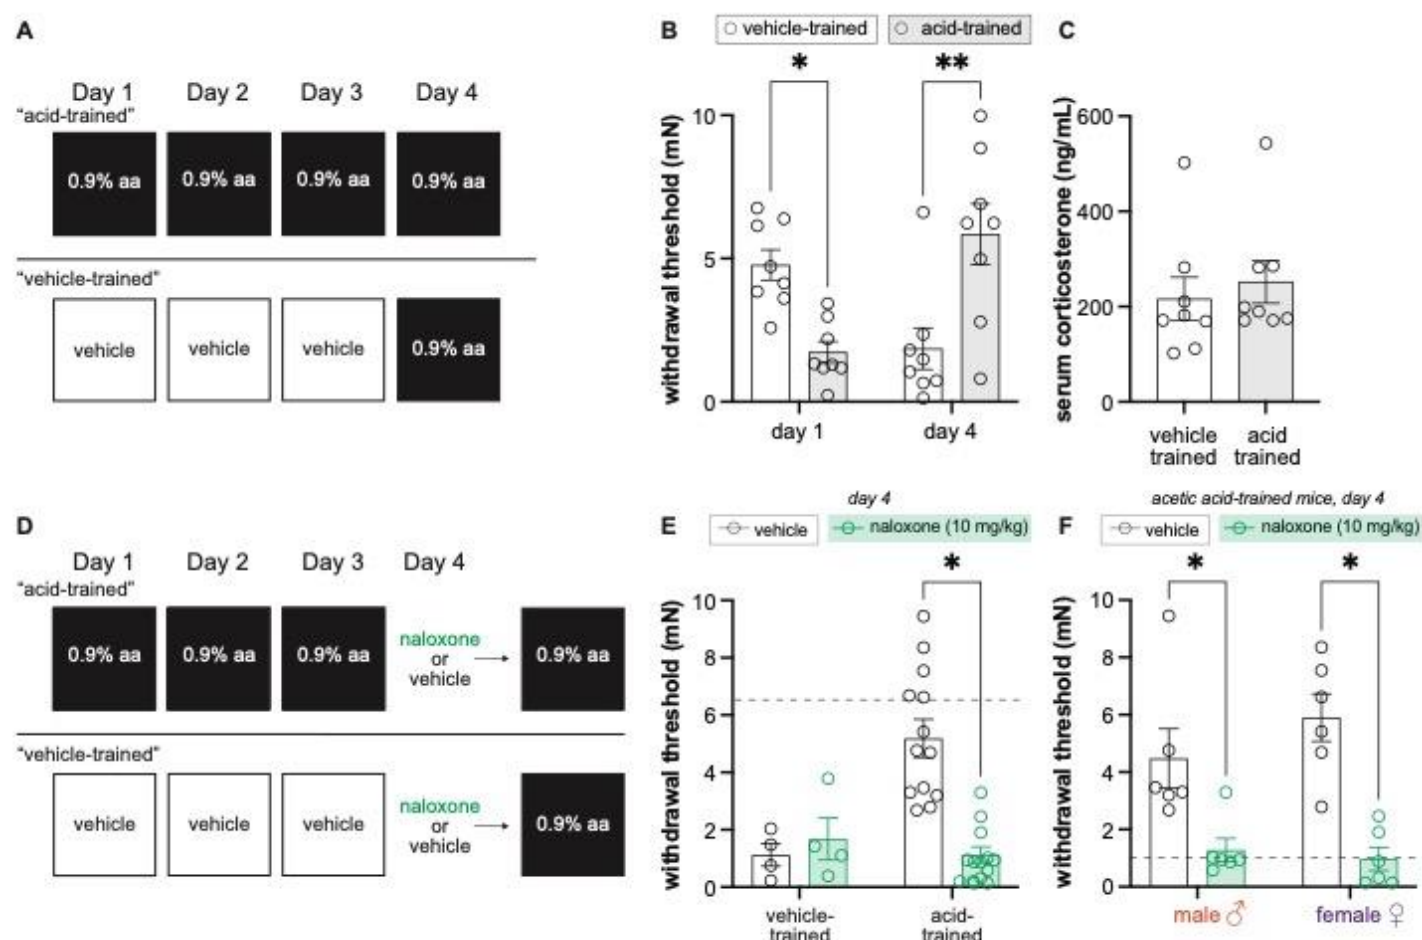 A
Day 1 Day 2 Day 3 Day 4
“acid-trained”
0.9% aa 0.9% aa 0.9% aa 0.9% aa
“vehicle-trained”
vehicle vehicle vehicle 0.9% aa
B
vehicle-trained acid-trained
* **
withdrawal threshold (mN)
10
5
0
day 1 day 4
C
serum corticosterone (ng/mL)
600
400
200
0
vehicle acid
trained trained
D
Day 1 Day 2 Day 3 Day 4
“acid-trained”
0.9% aa 0.9% aa 0.9% aa naloxone or vehicle 0.9% aa
“vehicle-trained”
vehicle vehicle vehicle naloxone or vehicle 0.9% aa
day 4
E
vehicle naloxone (10 mg/kg)
*
withdrawal threshold (mN)
10
8
6
4
2
0
vehicle- acid-
trained trained
acetic acid-trained mice, day 4
F
vehicle naloxone (10 mg/kg)
* *
withdrawal threshold (mN)
10
8
6
4
2
0
male ♂ female ♀